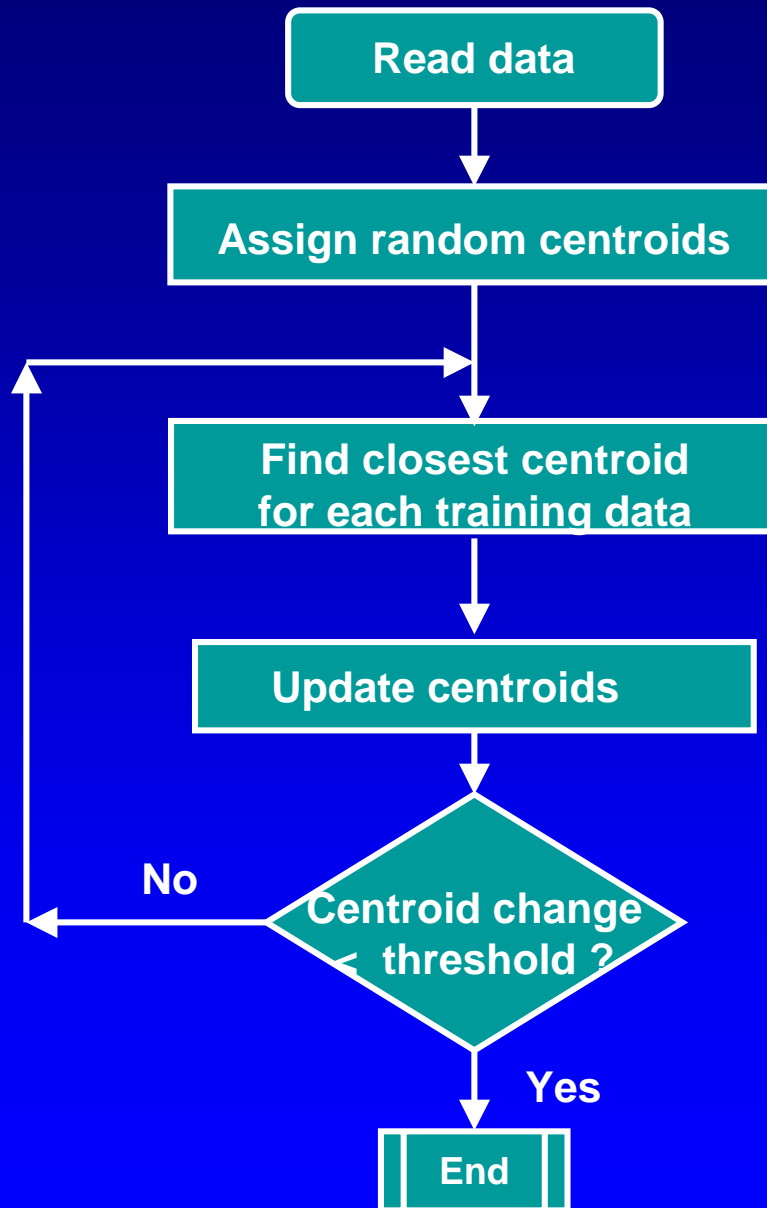 Read data
Assign random centroids
Find closest centroid
for each training data
Update centroids
No
Centroid change
< threshold ?
Yes
End